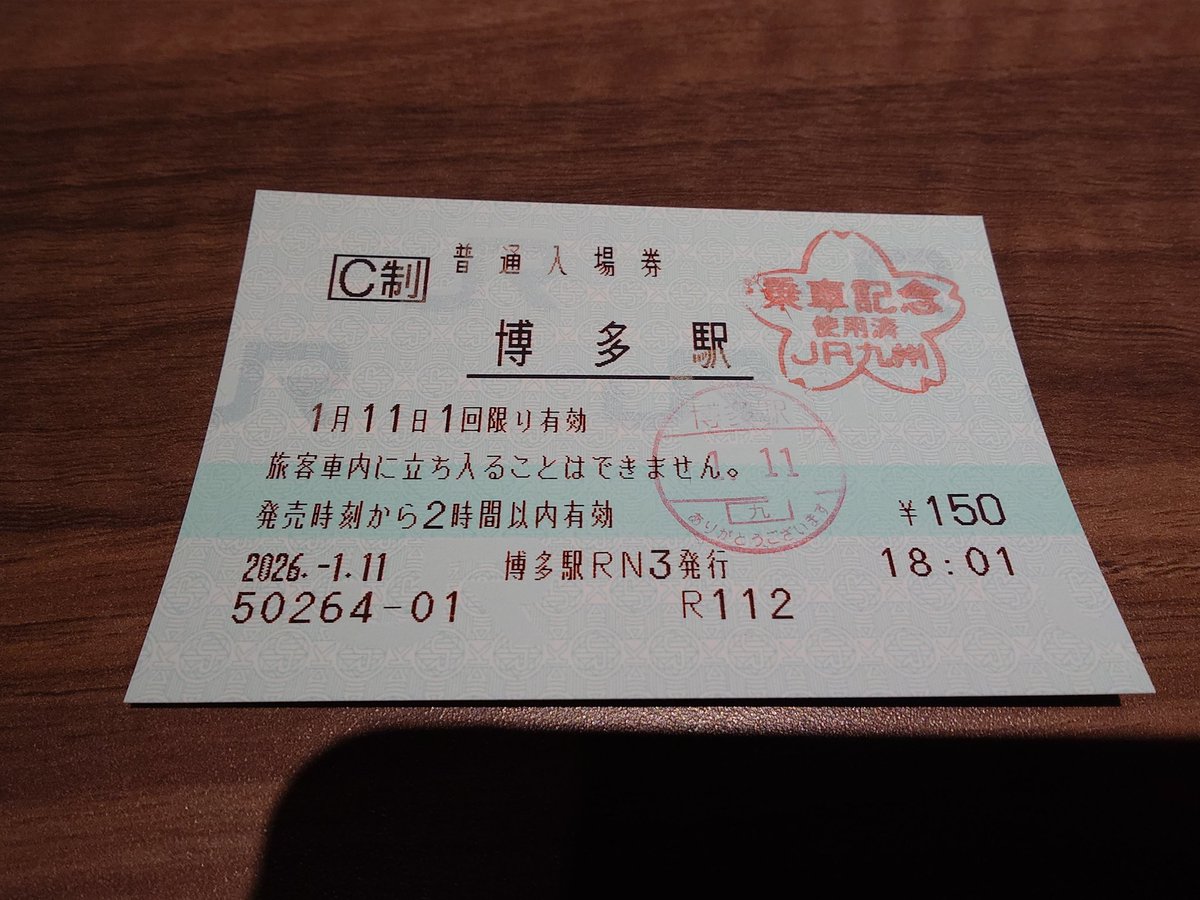 C制
普通入場券
博多駅
乗車記念
使用済
JR九州
1月11日1回限り有効
旅客車内に立ち入ることはできません。
発売時刻から2時間以内有効
¥150
博多駅
1.11
九
ありがとうございます
2026.-1.11 博多駅RN3発行 18:01
50264-01 R112